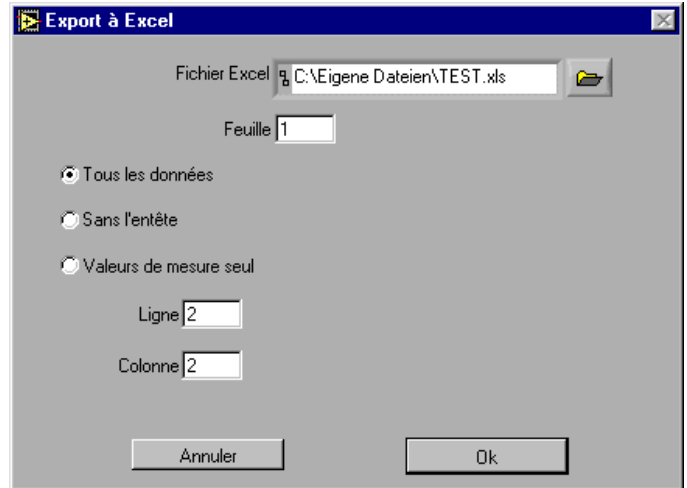 Export à Excel
Fichier Excel C:\Eigene Dateien\TEST.xls
Feuille 1
Tous les données
Sans l'entête
Valeurs de mesure seul
Ligne 2
Colonne 2
Annuler Ok